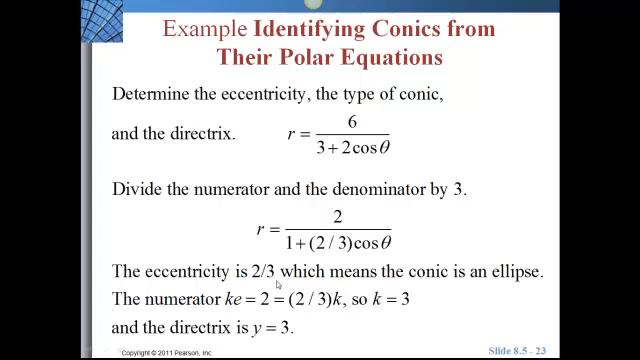 Example Identifying Conics from
Their Polar Equations
Determine the eccentricity, the type of conic,
and the directrix. r = 6 / (3 + 2cosθ)
Divide the numerator and the denominator by 3.
r = 2 / (1 + (2 / 3)cosθ)
The eccentricity is 2/3 which means the conic is an ellipse.
The numerator ke = 2 = (2 / 3)k, so k = 3
and the directrix is y = 3.
Copyright © 2011 Pearson, Inc. Slide 8.5 - 23